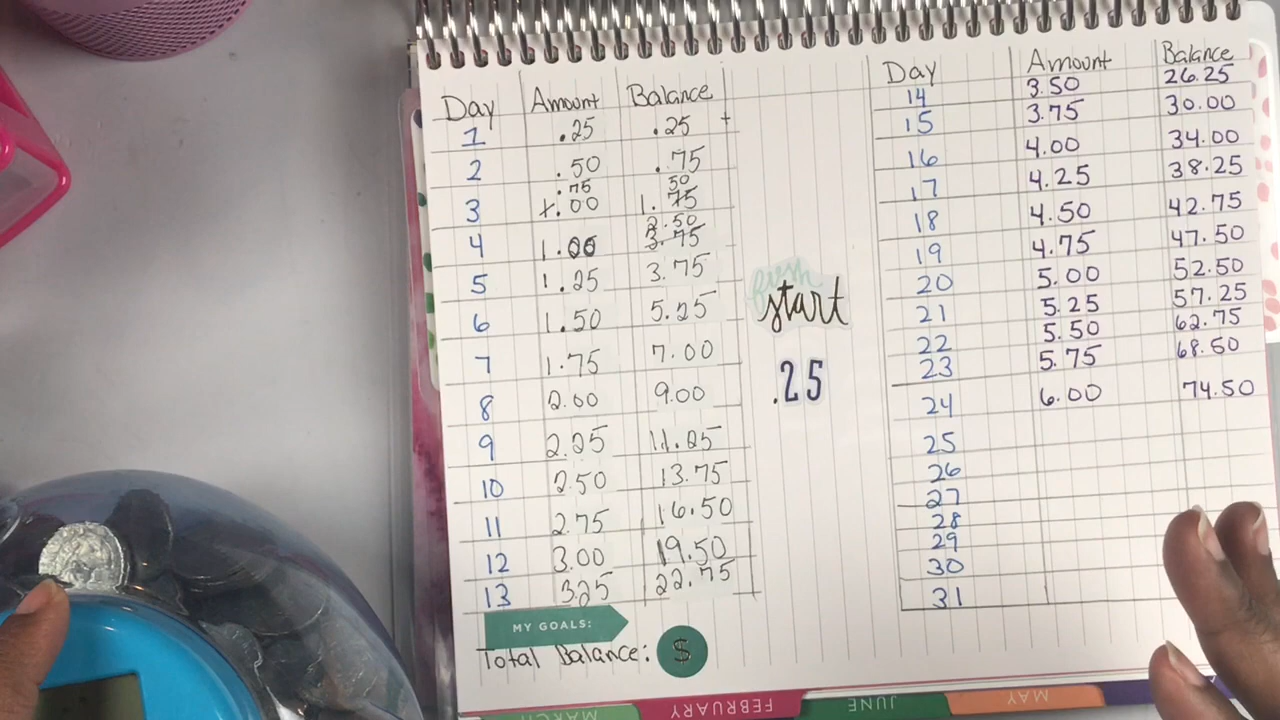 Day Amount Balance
1 .25 .25
2 .50 .75
.75 50
3 1.00 1.75
2.50
4 1.00 3.75
5 1.25 3.75
6 1.50 5.25
7 1.75 7.00
8 2.00 9.00
9 2.25 11.25
10 2.50 13.75
11 2.75 16.50
12 3.00 19.50
13 3.25 22.75
MY GOALS:
Total Balance: $
fresh
start
.25
Day Amount Balance
14 3.50 26.25
15 3.75 30.00
16 4.00 34.00
17 4.25 38.25
18 4.50 42.75
19 4.75 47.50
20 5.00 52.50
21 5.25 57.25
22 5.50 62.75
23 5.75 68.50
24 6.00 74.50
25
26
27
28
29
30
31
MARCH FEBRUARY JUNE MAY